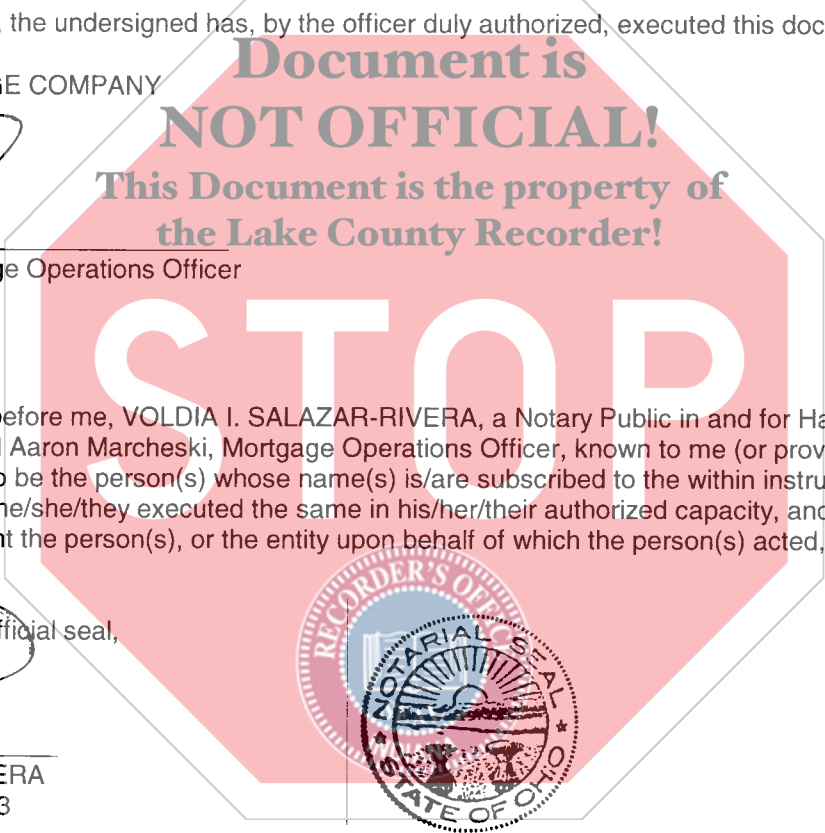 , the undersigned has, by the officer duly authorized, executed this doc
Document is
GE COMPANY
NOT OFFICIAL!
This Document is the property of
the Lake County Recorder!
ge Operations Officer
STOP
before me, VOLDIA I. SALAZAR-RIVERA, a Notary Public in and for Ha
d Aaron Marcheski, Mortgage Operations Officer, known to me (or prov
o be the person(s) whose name(s) is/are subscribed to the within instru
he/she/they executed the same in his/her/their authorized capacity, and
t the person(s), or the entity upon behalf of which the person(s) acted,
RECORDER'S OFFICE
fficial seal,
NOTARIAL SEAL
INDIANA
STATE OF OHIO
ERA
3